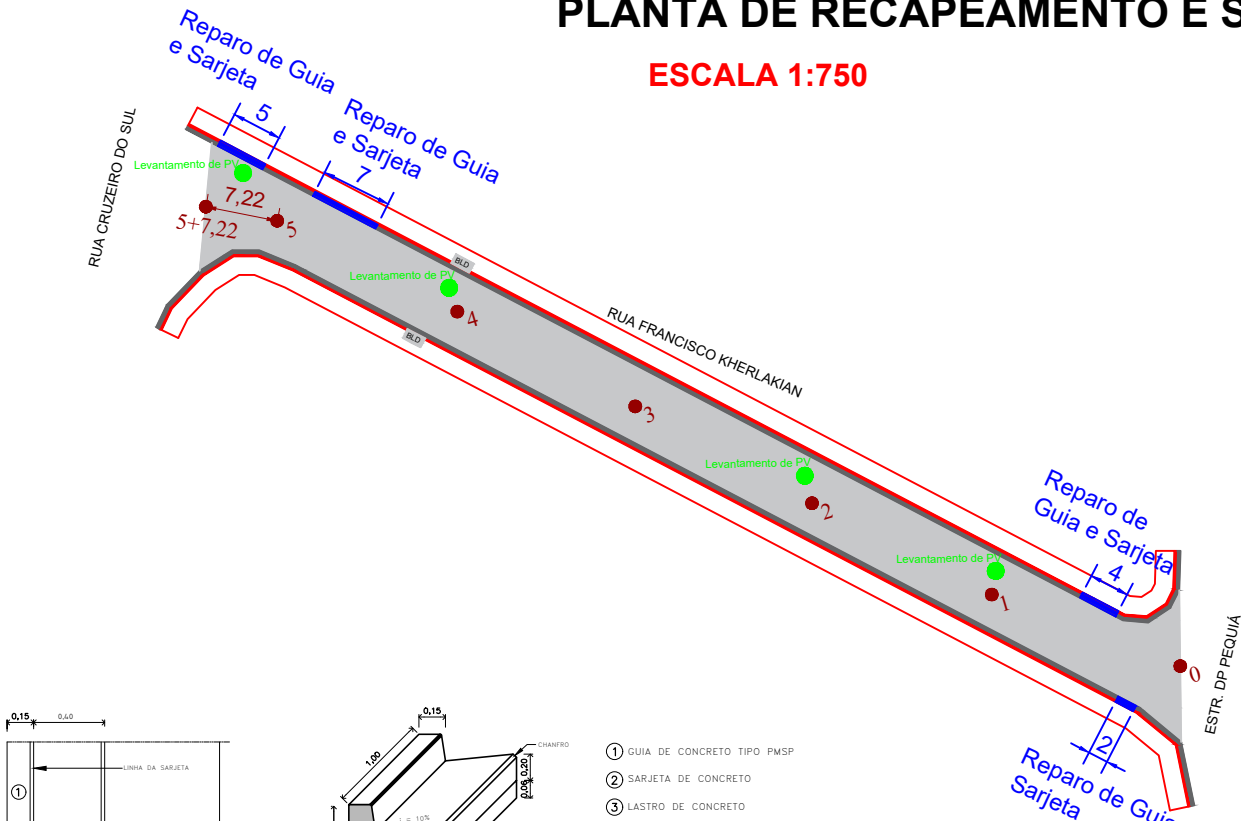 PLANTA DE RECAPEAMENTO E S
ESCALA 1:750
Reparo de Guia
e Sarjeta
5
Reparo de Guia
e Sarjeta
7
RUA CRUZEIRO DO SUL
Levantamento de PV
7,22
5+7,22
5
BLD
Levantamento de PV
4
BLD
RUA FRANCISCO KHERLAKIAN
3
Levantamento de PV
2
Reparo de
Guia e Sarjeta
4
Levantamento de PV
1
0
ESTR. DP PEQUIÁ
2
Reparo de Guia
Sarjeta
0,15
0,40
LINHA DA SARJETA
1
0,15
1,00
CHANFRO
0,20
0,06
i = 10%
1 GUIA DE CONCRETO TIPO PMSP
2 SARJETA DE CONCRETO
3 LASTRO DE CONCRETO